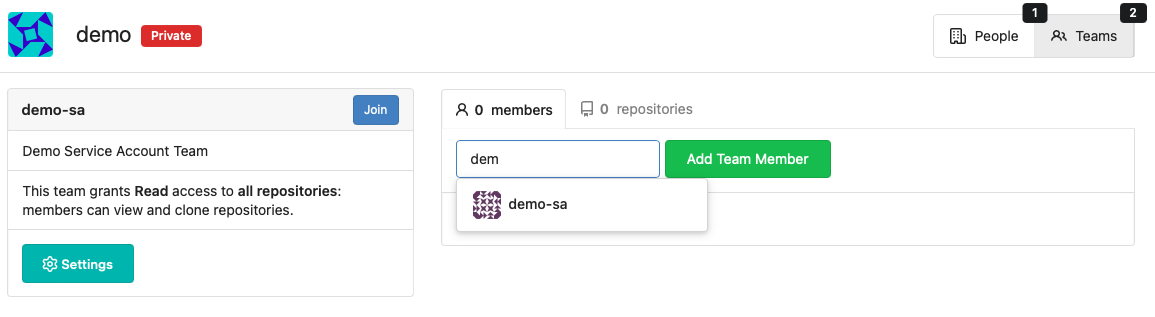 demo Private
1
People
2
Teams
demo-sa
Join
Demo Service Account Team
This team grants Read access to all repositories:
members can view and clone repositories.
Settings
0 members
0 repositories
dem
Add Team Member
demo-sa